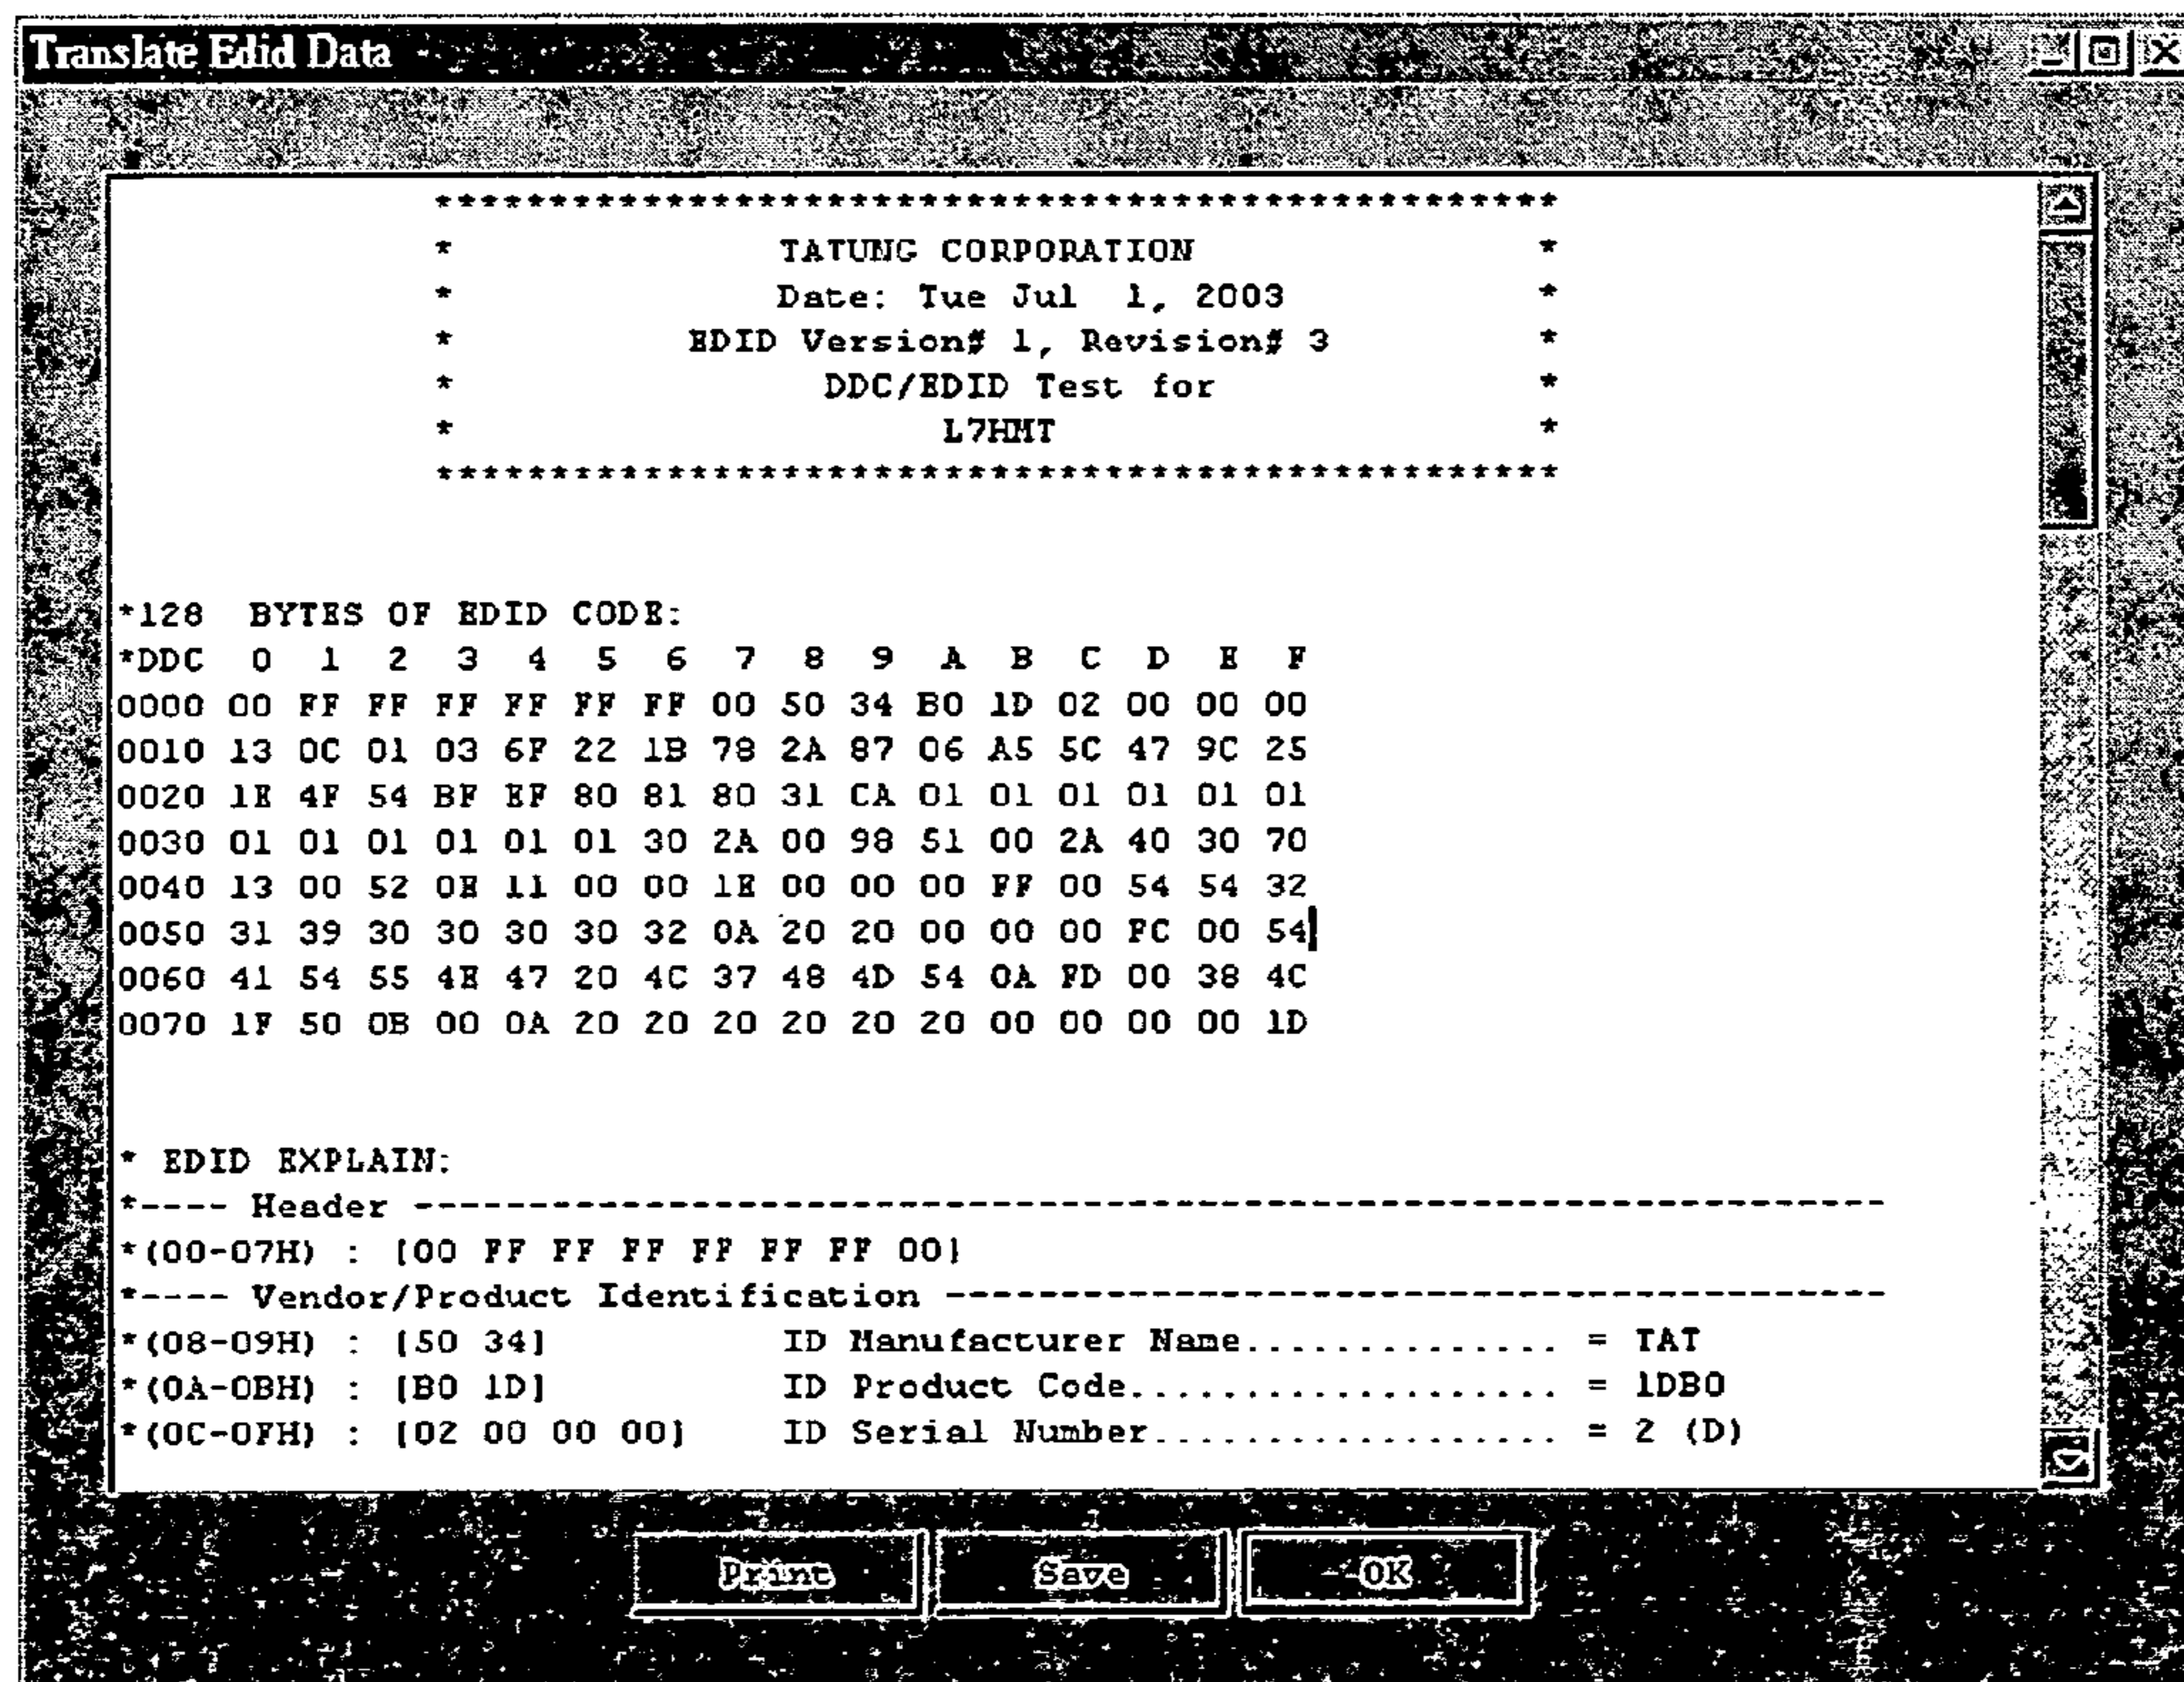 Translate Edid Data
************************************************
* TATUNG CORPORATION *
* Date: Tue Jul  1, 2003 *
* EDID Version# 1, Revision# 3 *
* DDC/EDID Test for *
* L7HMT *
************************************************
*128  BYTES OF EDID CODE:
*DDC  0  1  2  3  4  5  6  7  8  9  A  B  C  D  E  F
0000 00 FF FF FF FF FF FF 00 50 34 B0 1D 02 00 00 00
0010 13 0C 01 03 6F 22 1B 78 2A 87 06 A5 5C 47 9C 25
0020 1E 4F 54 BF EF 80 81 80 31 CA 01 01 01 01 01 01
0030 01 01 01 01 01 01 30 2A 00 98 51 00 2A 40 30 70
0040 13 00 52 0E 11 00 00 1E 00 00 00 FF 00 54 54 32
0050 31 39 30 30 30 30 32 0A 20 20 00 00 00 FC 00 54
0060 41 54 55 4E 47 20 4C 37 48 4D 54 0A FD 00 38 4C
0070 1F 50 0B 00 0A 20 20 20 20 20 20 00 00 00 00 1D
* EDID EXPLAIN:
*---- Header ----------------------------------------------------------------
*(00-07H) : [00 FF FF FF FF FF FF 00]
*---- Vendor/Product Identification -----------------------------------------
*(08-09H) : [50 34] ID Manufacturer Name.............. = TAT
*(0A-0BH) : [B0 1D] ID Product Code................... = 1DB0
*(0C-0FH) : [02 00 00 00] ID Serial Number.................. = 2 (D)
Print Save OK